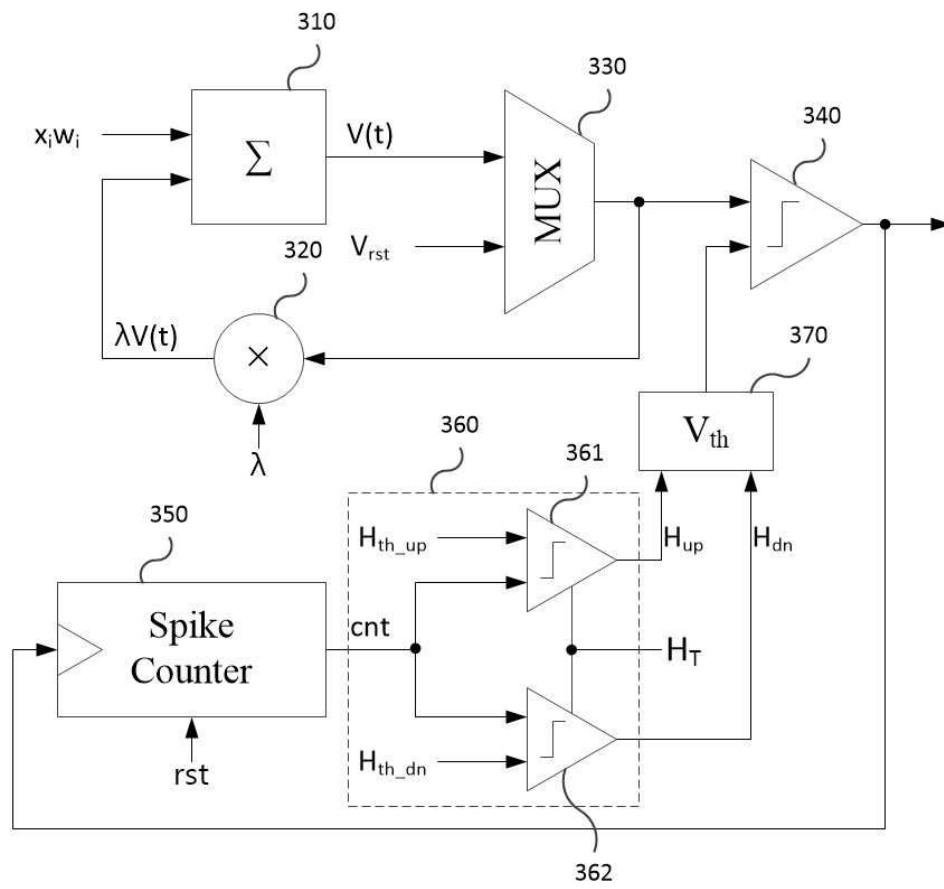 310
330
340
x_iw_i
Σ
V(t)
MUX
V_rst
320
λV(t)
×
λ
370
V_th
360
361
350
H_th_up
H_up
H_dn
Spike
Counter
cnt
H_T
rst
H_th_dn
362